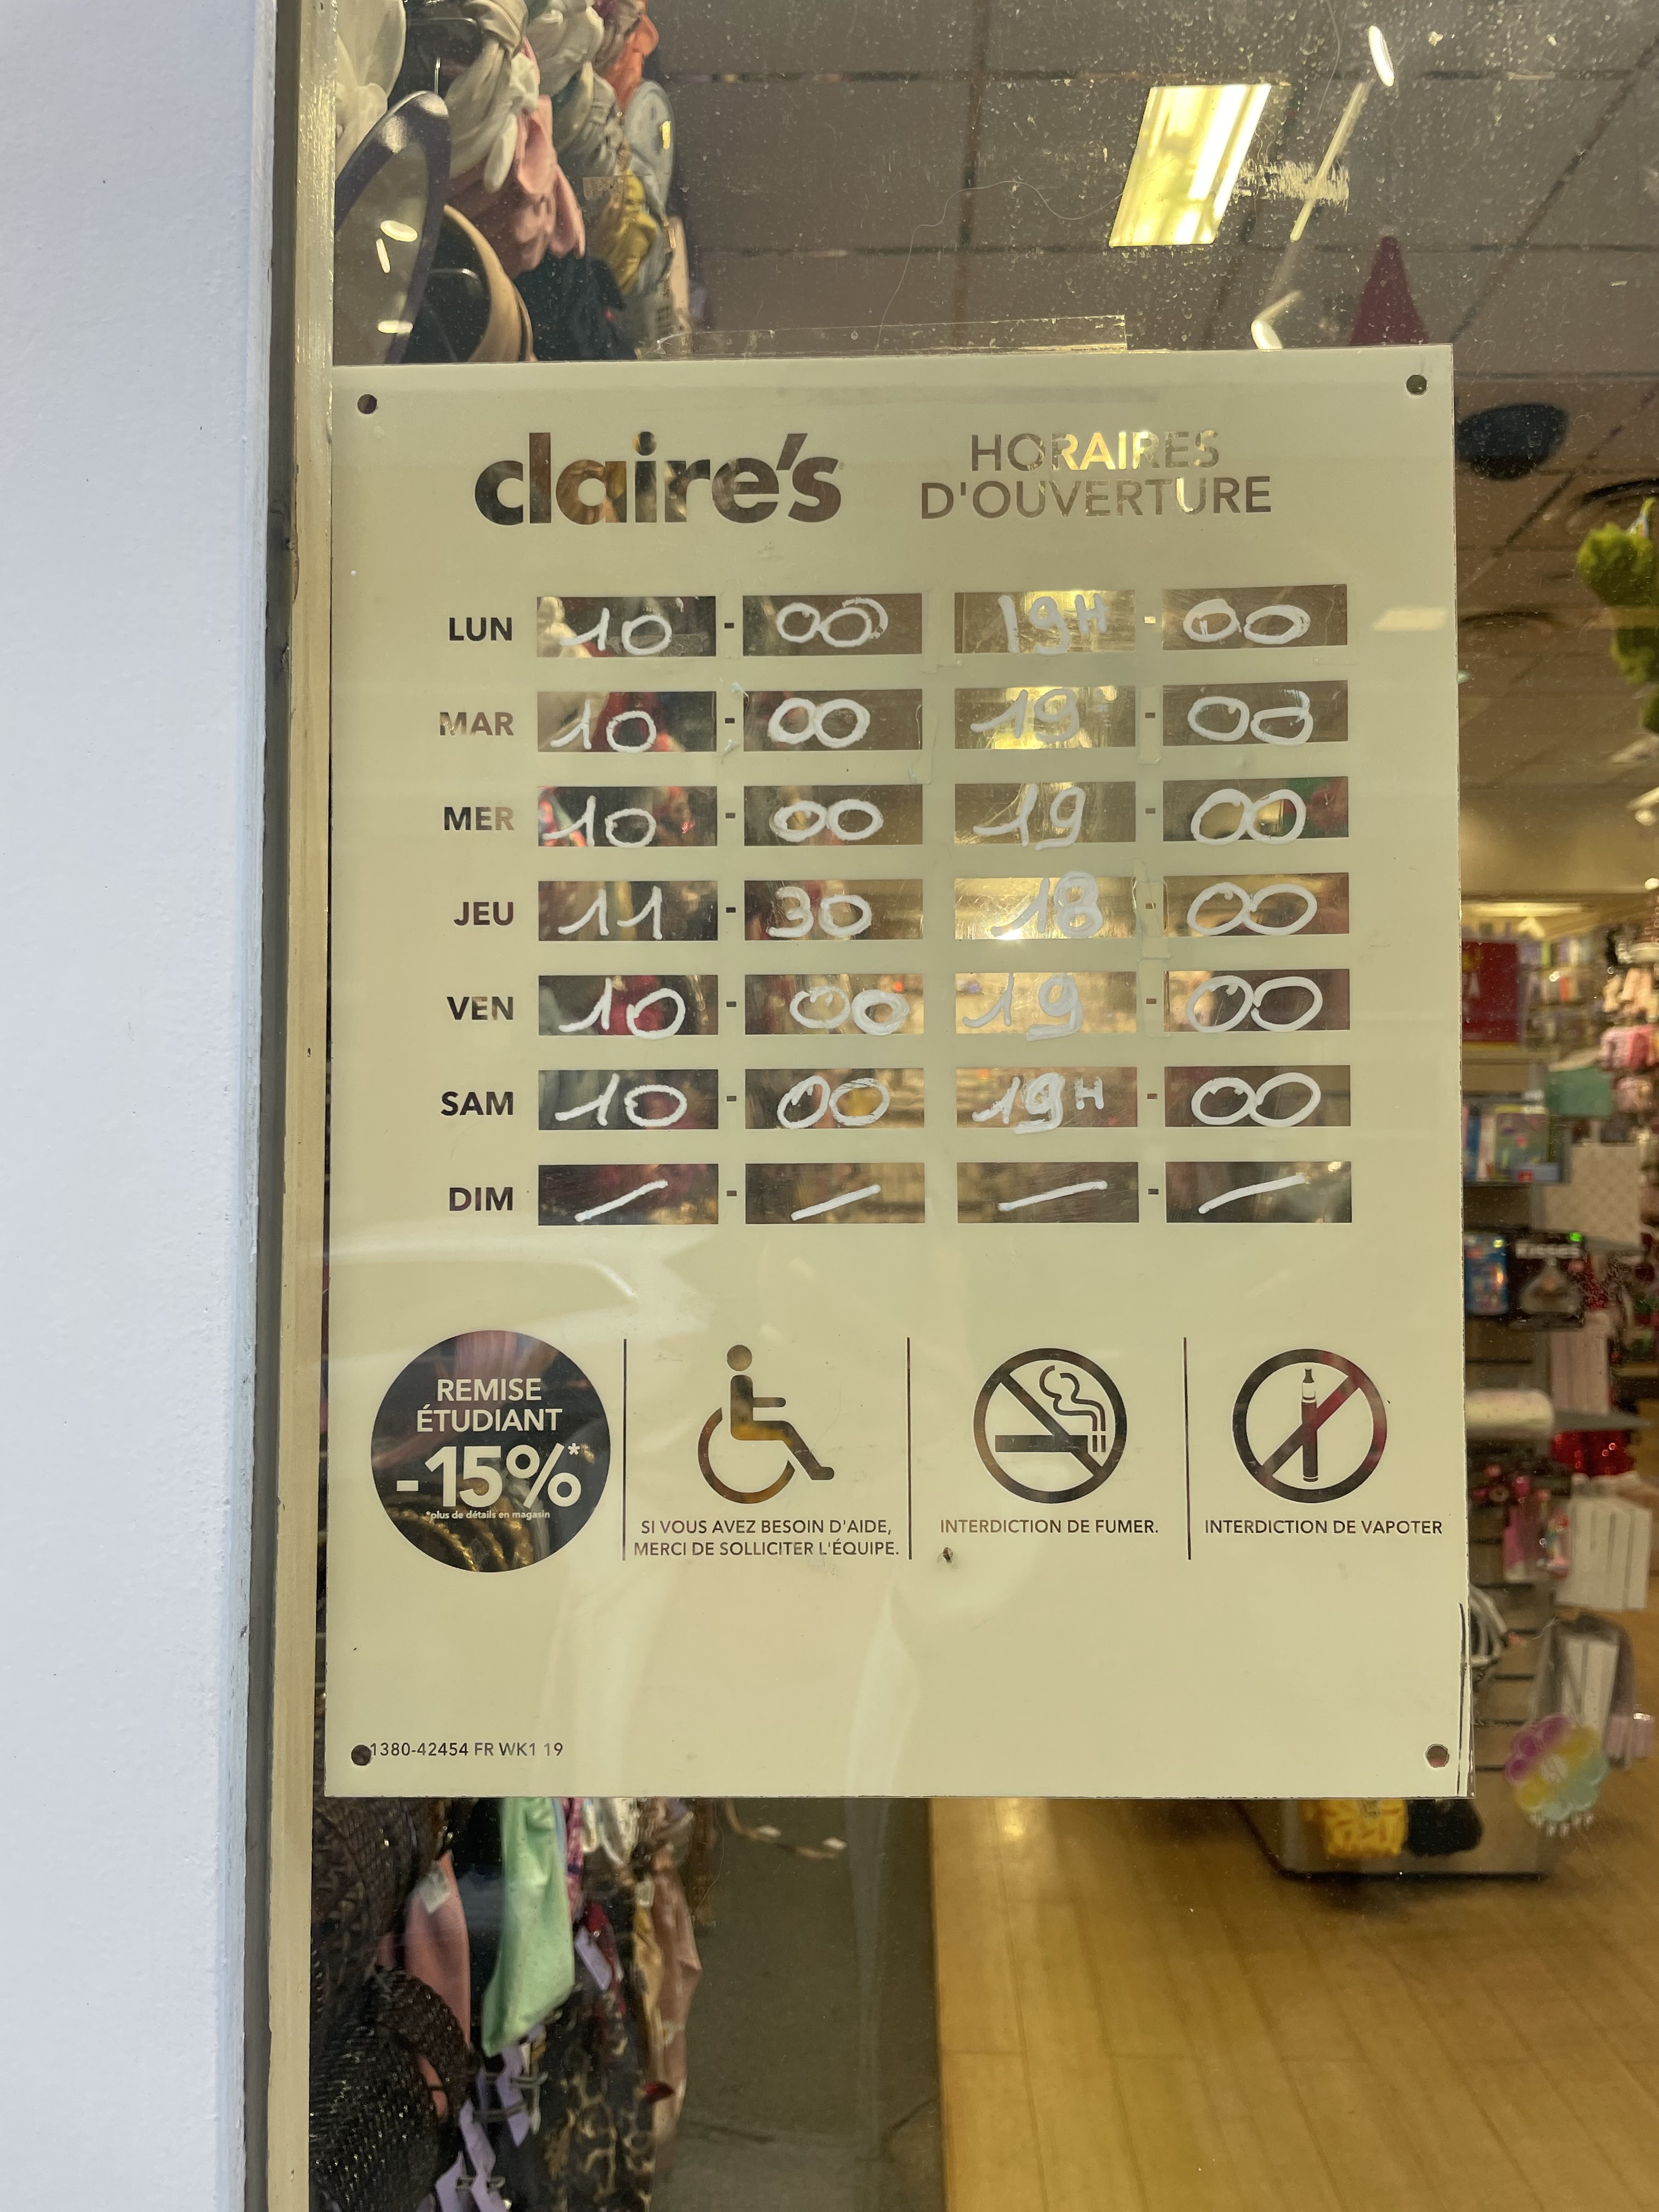 claire's
HORAIRES
D'OUVERTURE
LUN 10 - 00 19H - 00
MAR 10 - 00 19 - 00
MER 10 - 00 19 - 00
JEU 11 - 30 18 - 00
VEN 10 - 00 19 - 00
SAM 10 - 00 19H - 00
DIM / - / / - /
REMISE
ÉTUDIANT
-15%*
*plus de détails en magasin
SI VOUS AVEZ BESOIN D'AIDE,
MERCI DE SOLLICITER L'ÉQUIPE.
INTERDICTION DE FUMER.
INTERDICTION DE VAPOTER
1380-42454 FR WK1 19
Kisses